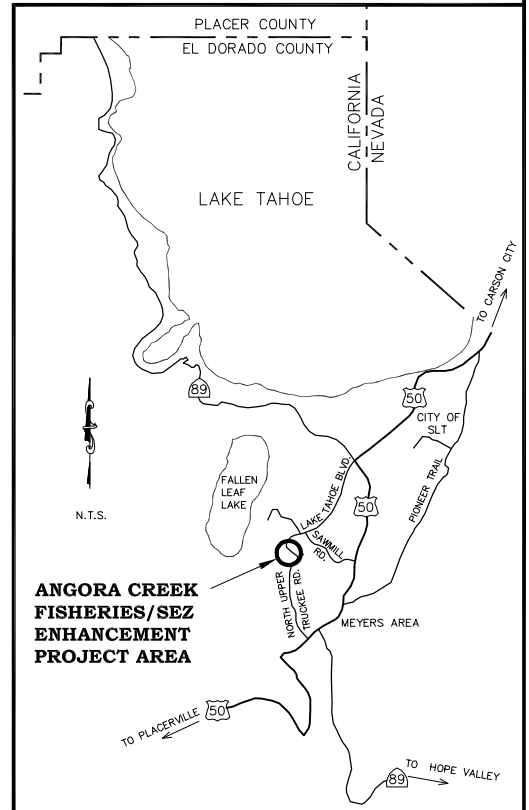 PLACER COUNTY
EL DORADO COUNTY
CALIFORNIA
NEVADA
LAKE TAHOE
TO CARSON CITY
89
50
CITY OF
SLT
PIONEER TRAIL
FALLEN
LEAF
LAKE
LAKE TAHOE BLVD.
50
N.T.S.
SAWMILL
RD.
ANGORA CREEK
FISHERIES/SEZ
ENHANCEMENT
PROJECT AREA
NORTH UPPER
TRUCKEE RD.
MEYERS AREA
50
TO PLACERVILLE
TO HOPE VALLEY
89